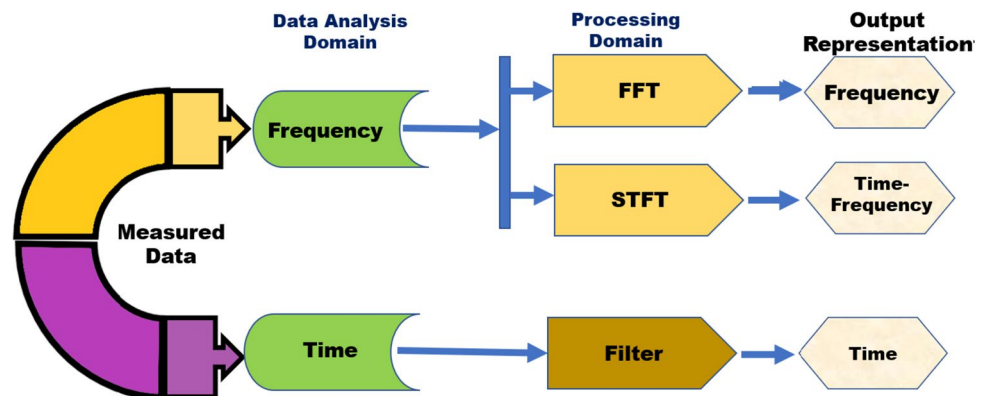 Data Analysis
Domain
Processing
Domain
Output
Representation
Frequency
FFT
Frequency
STFT
Time-
Frequency
Measured
Data
Time
Filter
Time